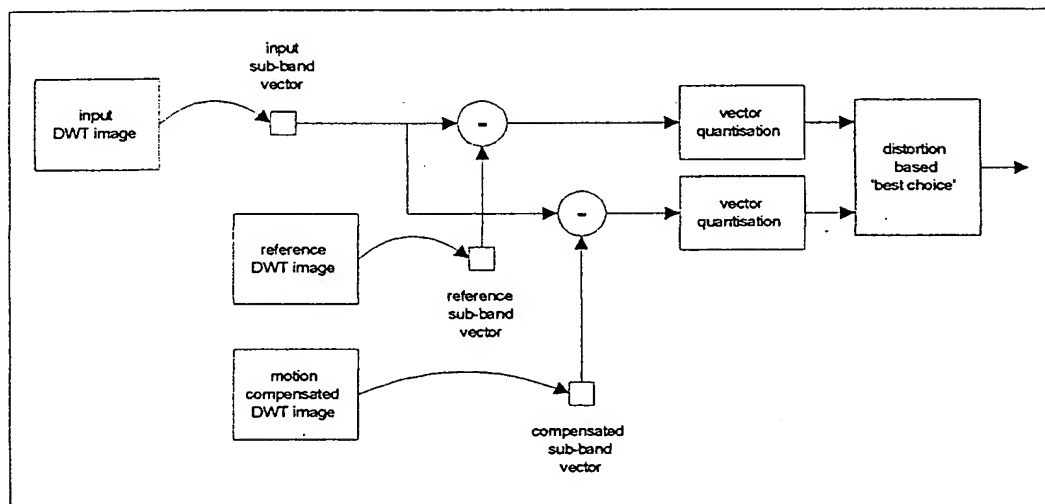 input
sub-band
vector
input
DWT image
-
vector
quantisation
distortion
based
'best choice'
-
vector
quantisation
reference
DWT image
reference
sub-band
vector
motion
compensated
DWT image
compensated
sub-band
vector